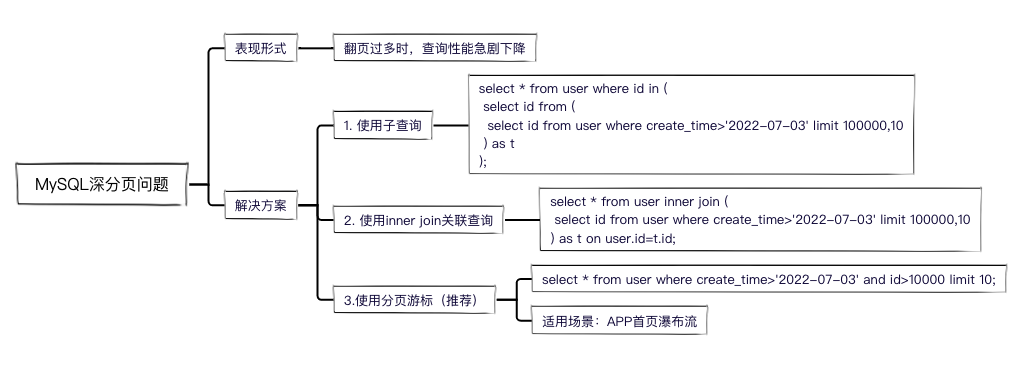 MySQL深分页问题
表现形式
翻页过多时，查询性能急剧下降
解决方案
1. 使用子查询
select * from user where id in (
select id from (
select id from user where create_time>'2022-07-03' limit 100000,10
) as t
);
2. 使用inner join关联查询
select * from user inner join (
select id from user where create_time>'2022-07-03' limit 100000,10
) as t on user.id=t.id;
3.使用分页游标（推荐）
select * from user where create_time>'2022-07-03' and id>10000 limit 10;
适用场景：APP首页瀑布流